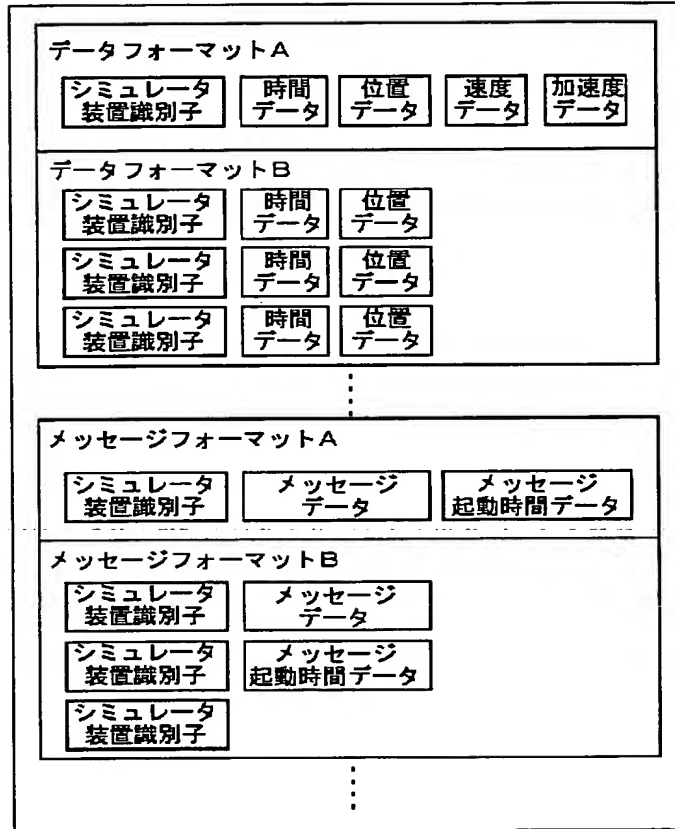 データフォーマットA
シミュレータ 時間 位置 速度 加速度
装置識別子 データ データ データ データ
データフォーマットB
シミュレータ 時間 位置
装置識別子 データ データ
シミュレータ 時間 位置
装置識別子 データ データ
シミュレータ 時間 位置
装置識別子 データ データ
メッセージフォーマットA
シミュレータ メッセージ メッセージ
装置識別子 データ 起動時間データ
メッセージフォーマットB
シミュレータ メッセージ
装置識別子 データ
シミュレータ メッセージ
装置識別子 起動時間データ
シミュレータ
装置識別子